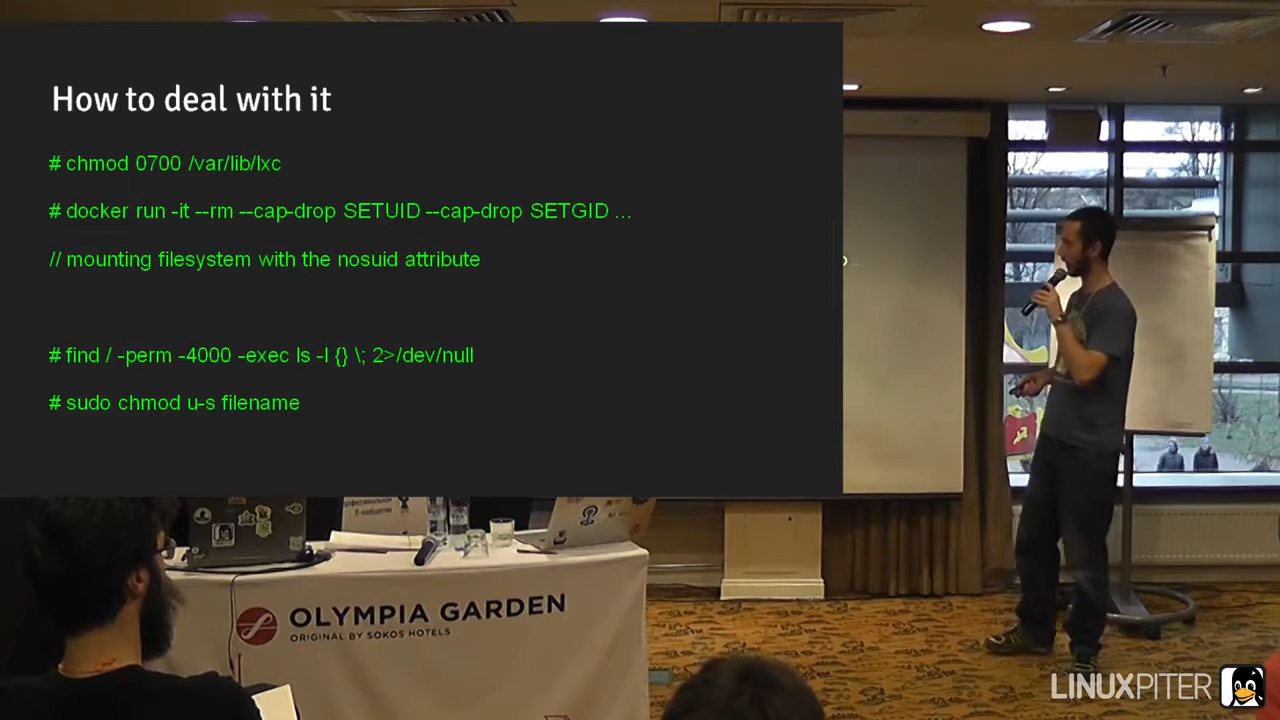 How to deal with it
# chmod 0700 /var/lib/lxc
# docker run -it --rm --cap-drop SETUID --cap-drop SETGID ...
// mounting filesystem with the nosuid attribute
# find / -perm -4000 -exec ls -l {} \; 2>/dev/null
# sudo chmod u-s filename
OLYMPIA GARDEN
ORIGINAL BY SOKOS HOTELS
LINUXPITER